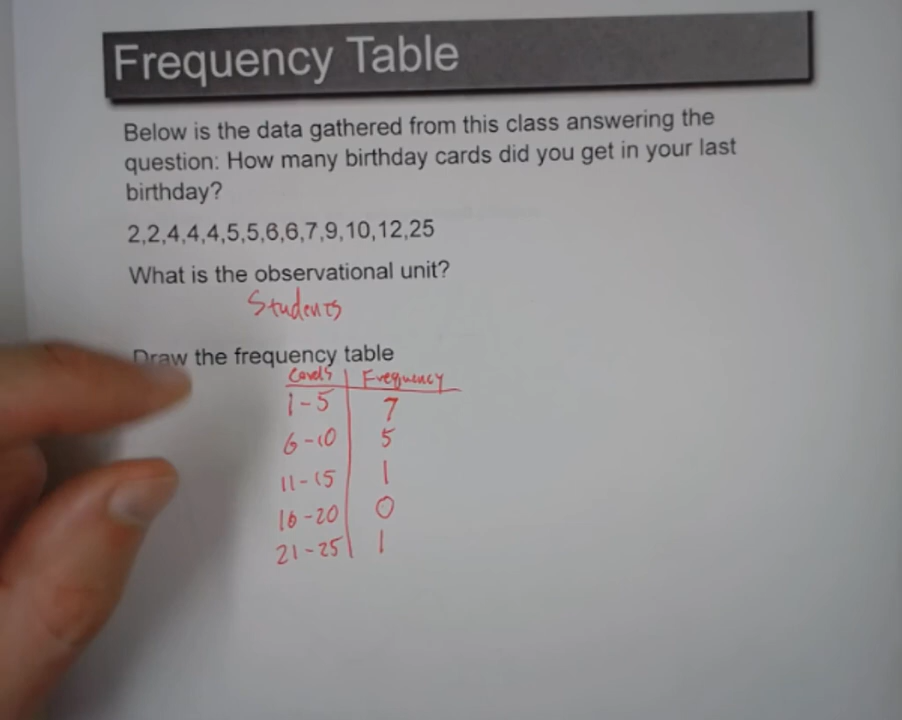 Frequency Table
Below is the data gathered from this class answering the
question: How many birthday cards did you get in your last
birthday?
2,2,4,4,4,5,5,6,6,7,9,10,12,25
What is the observational unit?
Students
Draw the frequency table
Cards Frequency
1-5 7
6-10 5
11-15 1
16-20 0
21-25 1